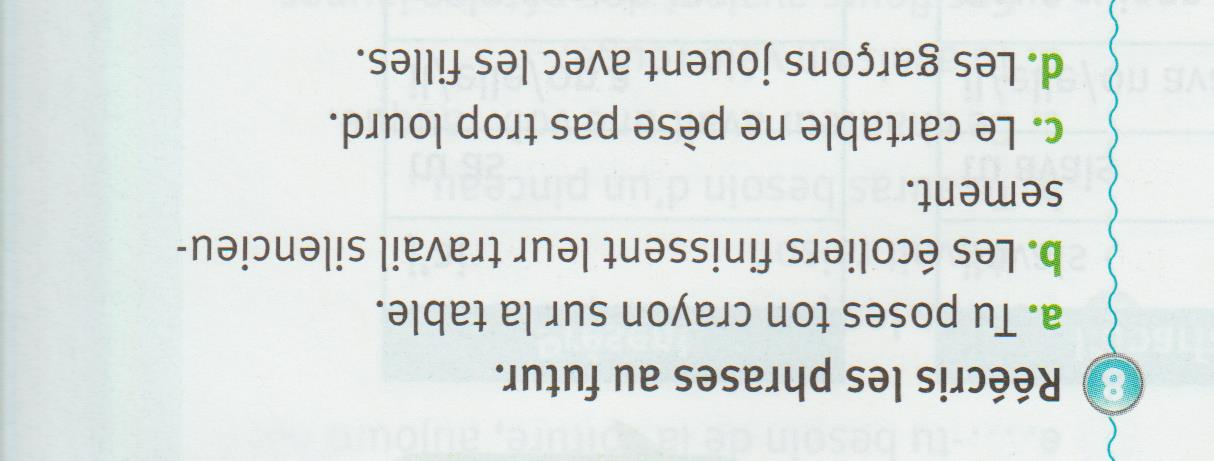 8 Réécris les phrases au futur.
a. Tu poses ton crayon sur la table.
b. Les écoliers finissent leur travail silencieu-
sement.
c. Le cartable ne pèse pas trop lourd.
d. Les garçons jouent avec les filles.